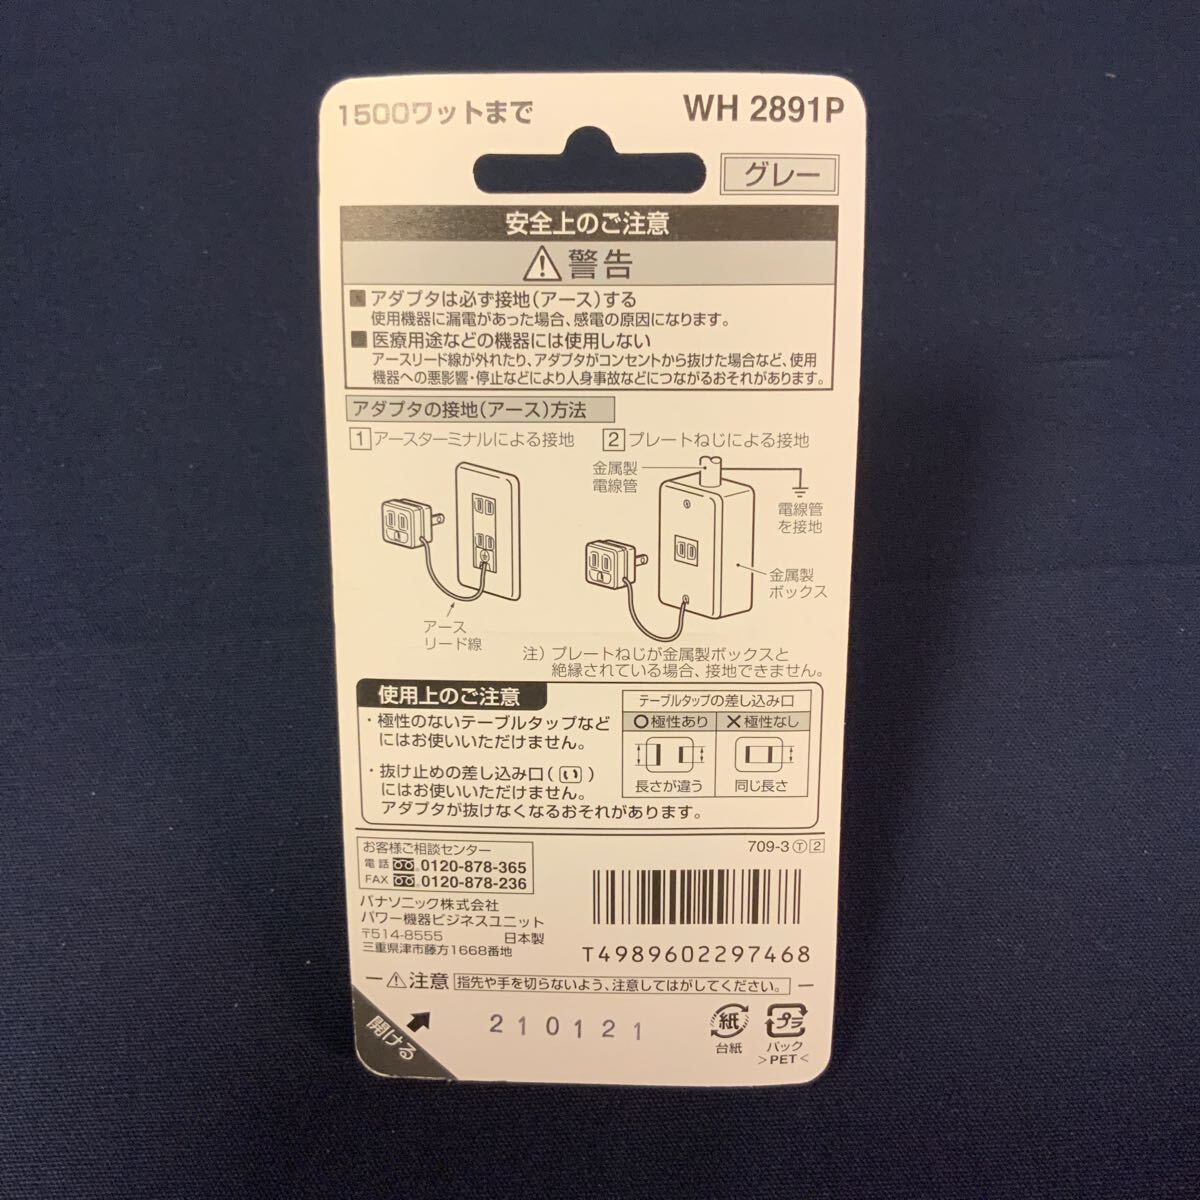 1500ワットまで
WH 2891P
グレー
安全上のご注意
警告
アダプタは必ず接地(アース)する
使用機器に漏電があった場合、感電の原因になります。
医療用途などの機器には使用しない
アースリード線が外れたり、アダプタがコンセントから抜けた場合など、使用
機器への悪影響・停止などにより人身事故などにつながるおそれがあります。
アダプタの接地(アース)方法
1 アースターミナルによる接地
2 プレートねじによる接地
金属製
電線管
電線管
を接地
金属製
ボックス
アース
リード線
注) プレートねじが金属製ボックスと
絶縁されている場合、接地できません。
使用上のご注意
・極性のないテーブルタップなど
にはお使いいただけません。
・抜け止めの差し込み口( )
にはお使いいただけません。
アダプタが抜けなくなるおそれがあります。
テーブルタップの差し込み口
○極性あり ×極性なし
長さが違う 同じ長さ
709-3 Ⓣ 2
お客様ご相談センター
電話 0120-878-365
FAX 0120-878-236
パナソニック株式会社
パワー機器ビジネスユニット
〒514-8555 日本製
三重県津市藤方1668番地
T4989602297468
注意 指先や手を切らないよう、注意してはがしてください。
開ける
210121
紙
台紙
プラ
パック
>PET<